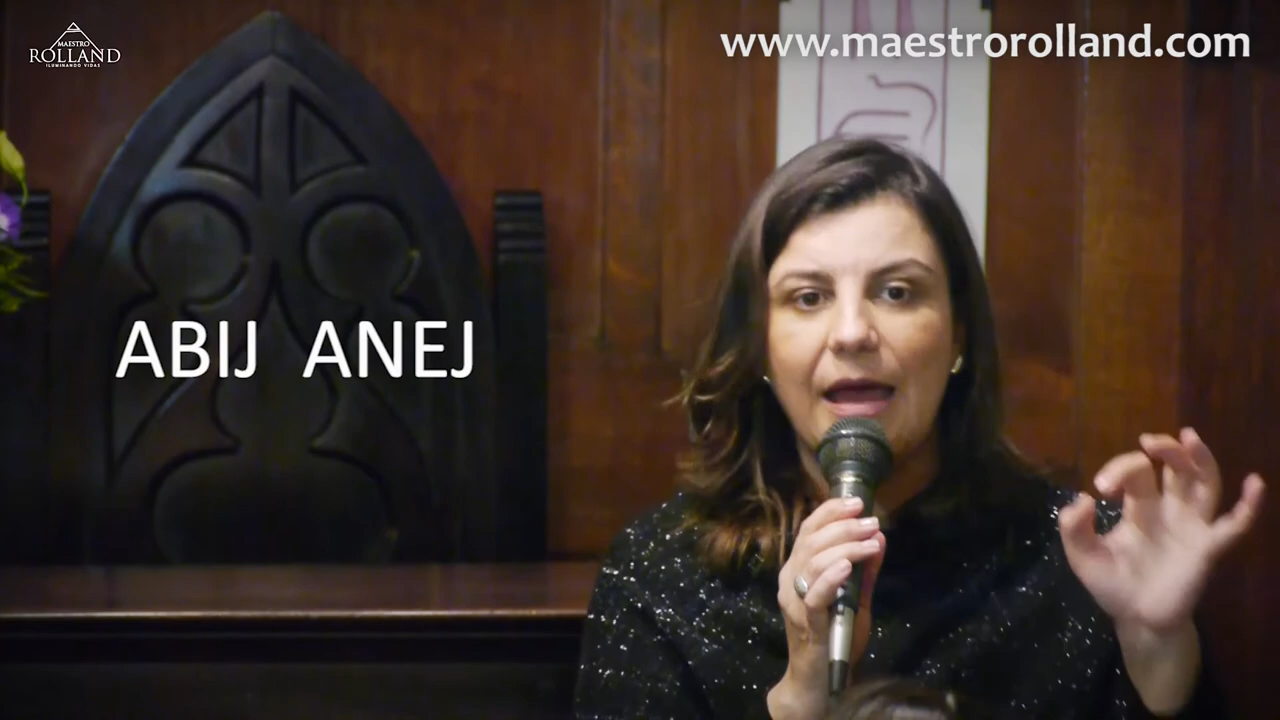 MAESTRO
ROLLAND
ILUMINANDO VIDAS
www.maestrorolland.com
ABIJ ANEJ